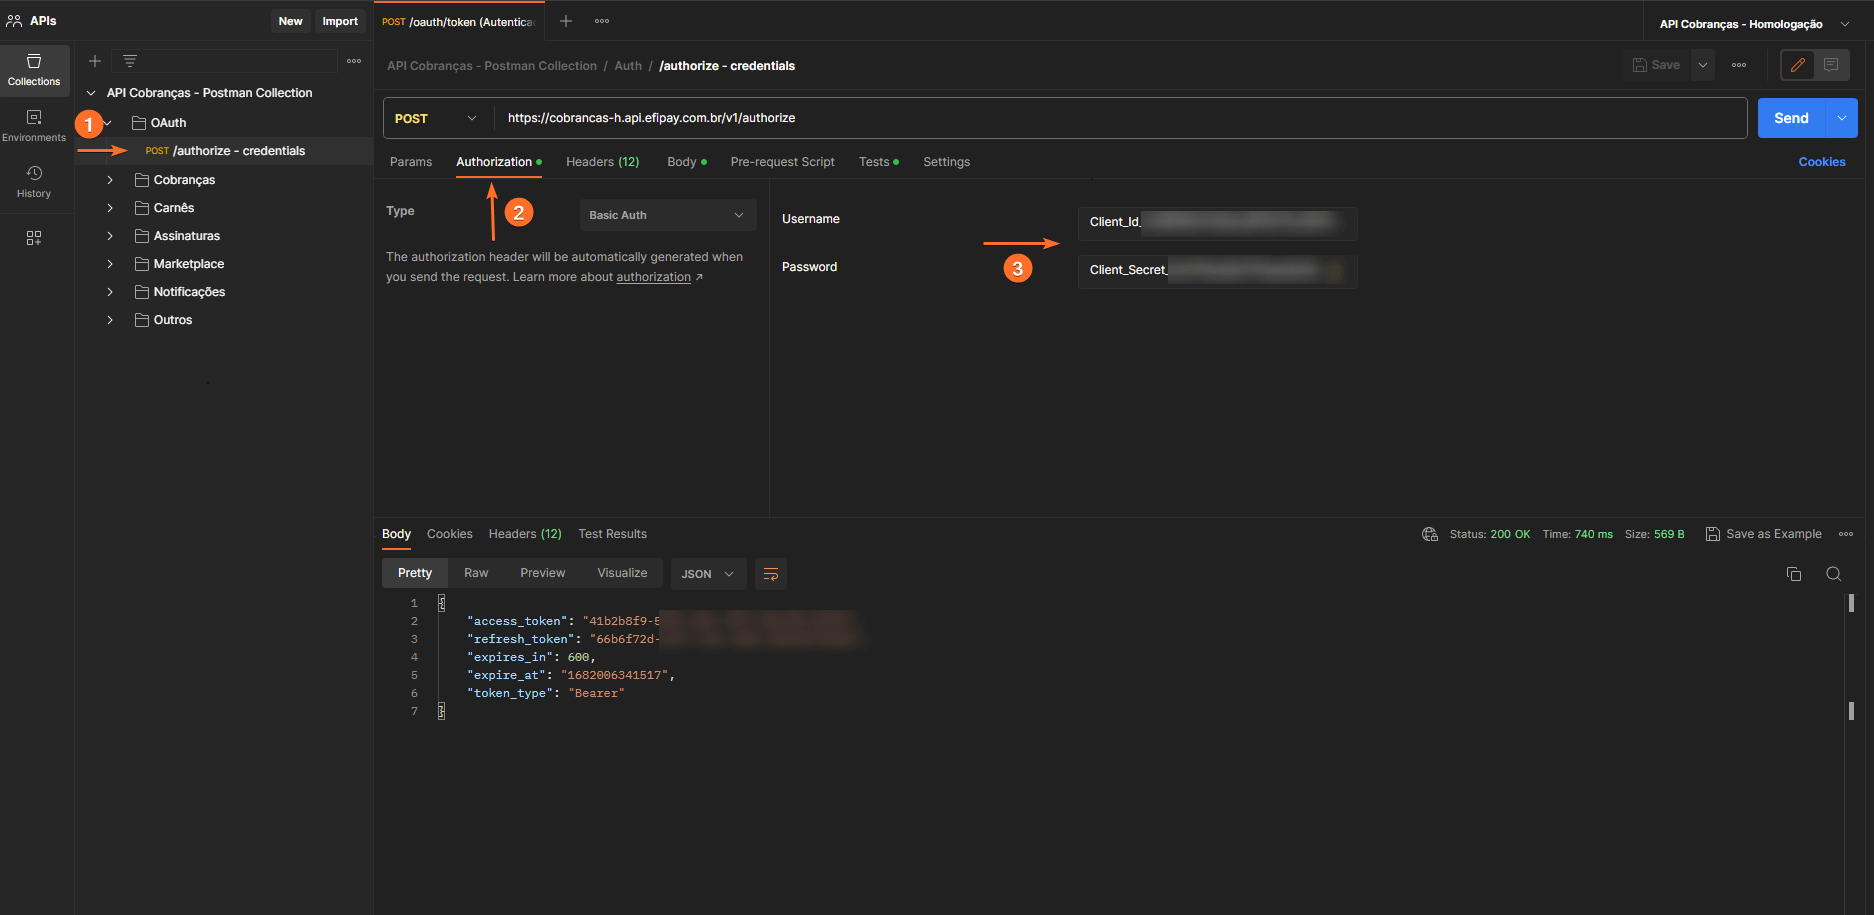 APIs
New
Import
POST /oauth/token (Autenticac
API Cobranças - Homologação
Collections
Environments
History
API Cobranças - Postman Collection
1
OAuth
POST /authorize - credentials
Cobranças
Carnês
Assinaturas
Marketplace
Notificações
Outros
API Cobranças - Postman Collection / Auth / /authorize - credentials
Save
POST
https://cobrancas-h.api.efipay.com.br/v1/authorize
Send
Params
Authorization
Headers (12)
Body
Pre-request Script
Tests
Settings
Cookies
Type
Basic Auth
2
The authorization header will be automatically generated when
you send the request. Learn more about authorization ↗
Username
Client_Id_
3
Password
Client_Secret_
Body
Cookies
Headers (12)
Test Results
Status: 200 OK
Time: 740 ms
Size: 569 B
Save as Example
Pretty
Raw
Preview
Visualize
JSON
1 {
2 "access_token": "41b2b8f9-5
3 "refresh_token": "66b6f72d-
4 "expires_in": 600,
5 "expire_at": "1682006341517",
6 "token_type": "Bearer"
7 }